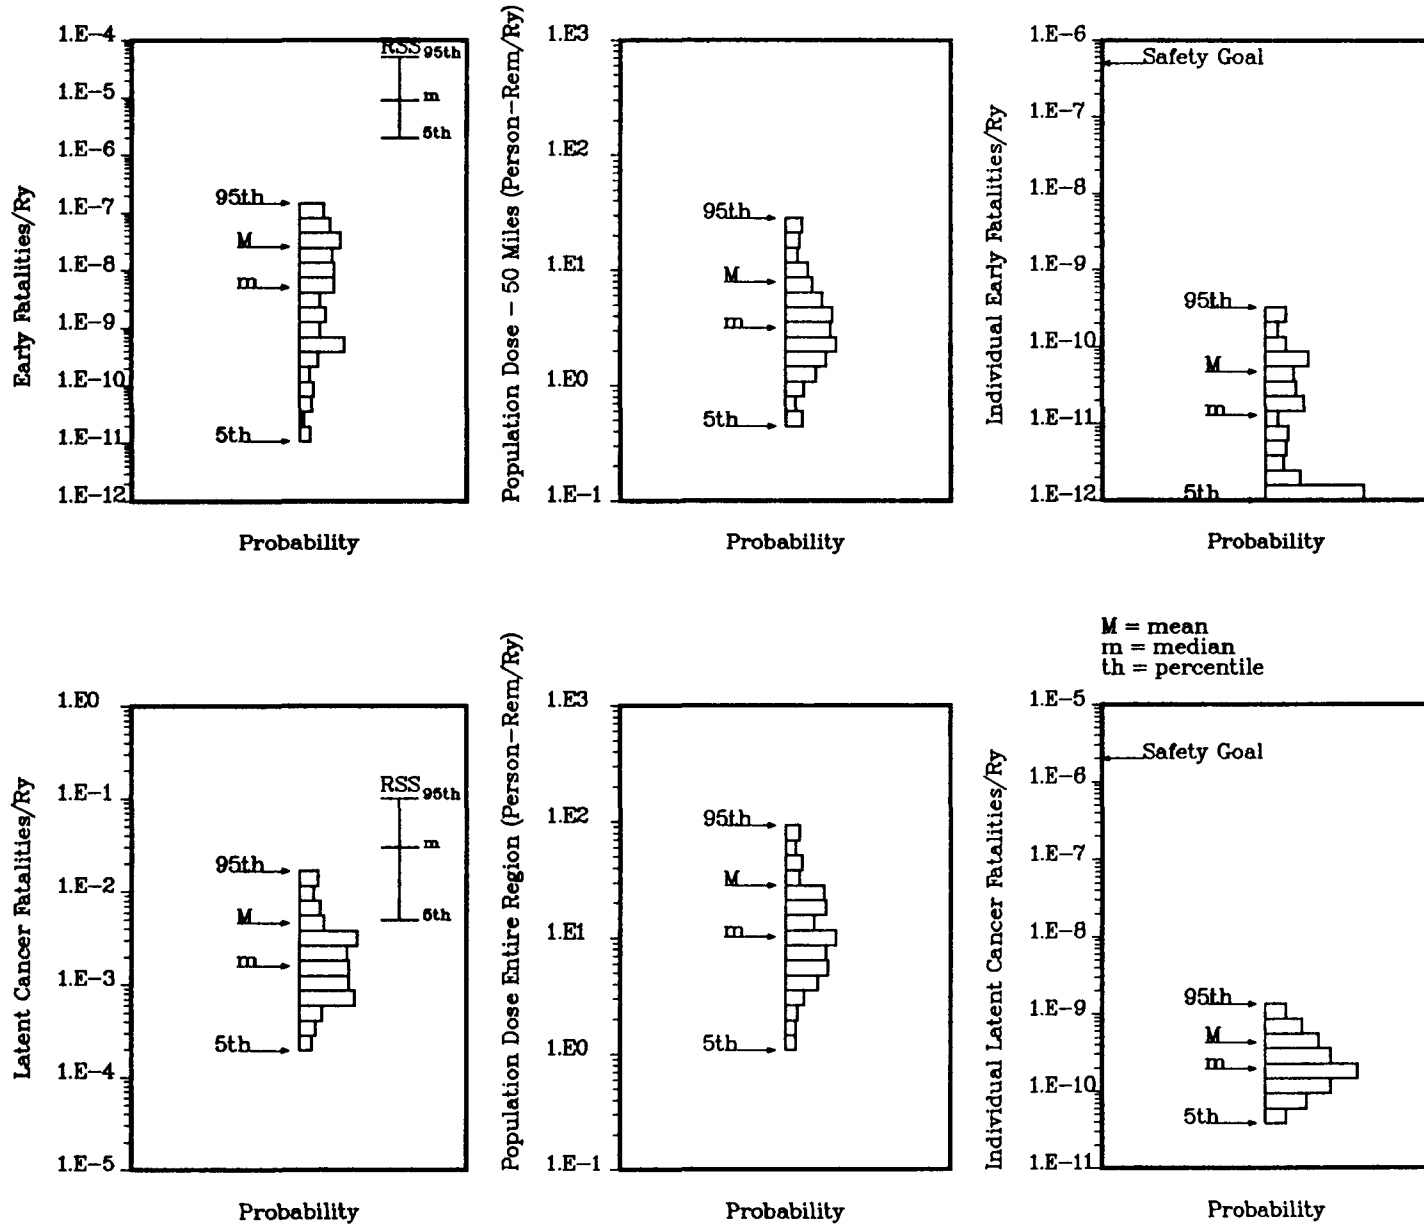 Early Fatalities/Ry
1.E-4
1.E-5
1.E-6
1.E-7
1.E-8
1.E-9
1.E-10
1.E-11
1.E-12
RSS 95th
m
5th
95th
M
m
5th
Probability
Population Dose - 50 Miles (Person-Rem/Ry)
1.E3
1.E2
1.E1
1.E0
1.E-1
95th
M
m
5th
Probability
Individual Early Fatalities/Ry
1.E-6
1.E-7
1.E-8
1.E-9
1.E-10
1.E-11
1.E-12
Safety Goal
95th
M
m
5th
Probability
M = mean
m = median
th = percentile
Latent Cancer Fatalities/Ry
1.E0
1.E-1
1.E-2
1.E-3
1.E-4
1.E-5
RSS 95th
m
5th
95th
M
m
5th
Probability
Population Dose Entire Region (Person-Rem/Ry)
1.E3
1.E2
1.E1
1.E0
1.E-1
95th
M
m
5th
Probability
Individual Latent Cancer Fatalities/Ry
1.E-5
1.E-6
1.E-7
1.E-8
1.E-9
1.E-10
1.E-11
Safety Goal
95th
M
m
5th
Probability